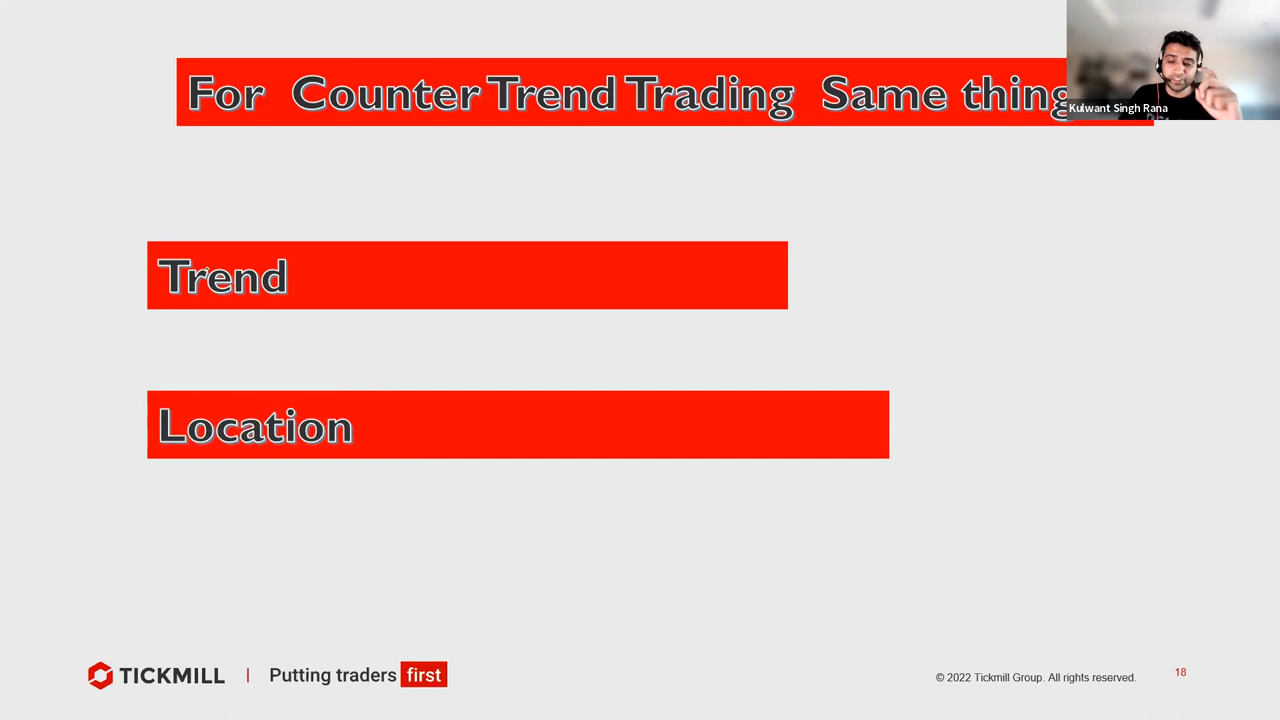 For Counter Trend Trading Same thing
Kulwant Singh Rana
Trend
Location
TICKMILL | Putting traders first
© 2022 Tickmill Group. All rights reserved.
18